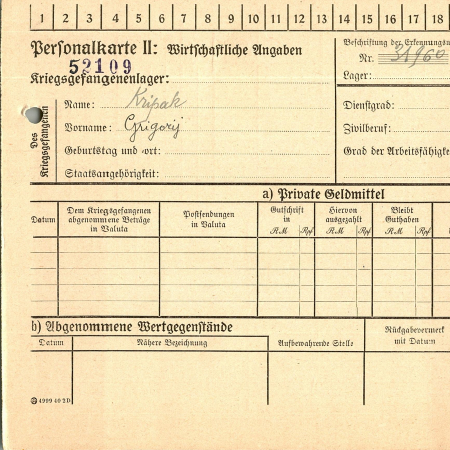 1 2 3 4 5 6 7 8 9 10 11 12 13 14 15 16 17 18
Personalkarte II: Wirtschaftliche Angaben
52109
Kriegsgefangenenlager:
Beschriftung der Erkennungsm
Nr.
Lager:
Des Kriegsgefangenen
Name: Kripak
Vorname: Grigorij
Geburtstag und -ort:
Staatsangehörigkeit:
Dienstgrad:
Zivilberuf:
Grad der Arbeitsfähigke
a) Private Geldmittel
Datum
Dem Kriegsgefangenen abgenommene Beträge in Valuta
Postsendungen in Valuta
Gutschrift in
RM Rpf
Hiervon ausgezahlt
RM Rpf
Bleibt Guthaben
RM Rpf
b) Abgenommene Wertgegenstände
Datum
Nähere Bezeichnung
Aufbewahrende Stelle
Rückgabevermerk mit Datum
4999 40 2D